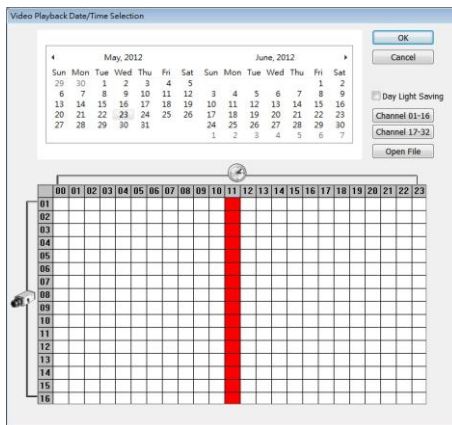 Video Playback Date/Time Selection
OK
May, 2012 June, 2012
Cancel
Sun Mon Tue Wed Thu Fri Sat Sun Mon Tue Wed Thu Fri Sat
29 30 1 2 3 4 5 1 2
6 7 8 9 10 11 12 3 4 5 6 7 8 9
Day Light Saving
13 14 15 16 17 18 19 10 11 12 13 14 15 16
Channel 01-16
20 21 22 23 24 25 26 17 18 19 20 21 22 23
27 28 29 30 31 24 25 26 27 28 29 30
Channel 17-32
1 2 3 4 5 6 7
Open File
00 01 02 03 04 05 06 07 08 09 10 11 12 13 14 15 16 17 18 19 20 21 22 23
01
02
03
04
05
06
07
08
09
10
11
12
13
14
15
16